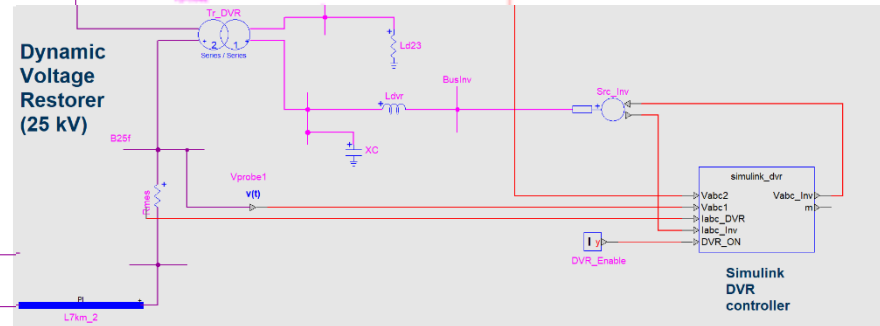 Dynamic
Voltage
Restorer
(25 kV)
Tr_DVR
2 1
Series / Series
Ld23
B25f
Ldvr
BusInv
Src_Inv
XC
Rmes
Vprobe1
v(t)
simulink_dvr
Vabc2
Vabc1
Iabc_DVR
Iabc_Inv
DVR_ON
Vabc_Inv
m
I y
DVR_Enable
Simulink
DVR
controller
PI
L7km_2